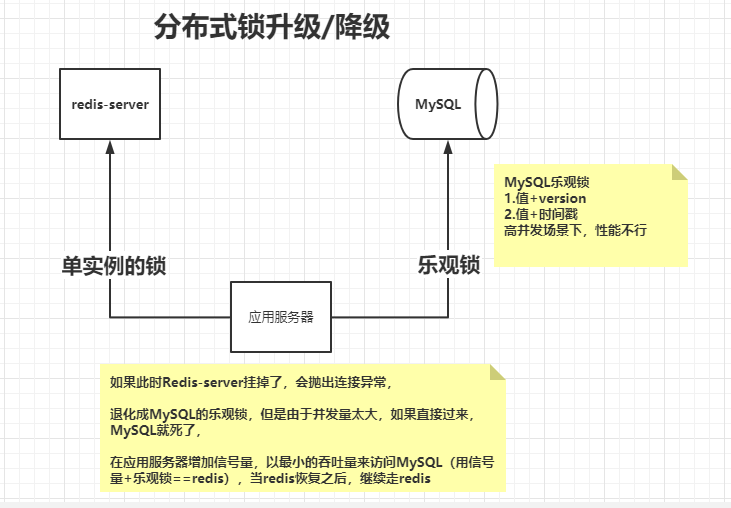 分布式锁升级/降级
redis-server
MySQL
MySQL乐观锁
1.值+version
2.值+时间戳
高并发场景下，性能不行
单实例的锁
乐观锁
应用服务器
如果此时Redis-server挂掉了，会抛出连接异常，
退化成MySQL的乐观锁，但是由于并发量太大，如果直接过来，
MySQL就死了，
在应用服务器增加信号量，以最小的吞吐量来访问MySQL（用信号
量+乐观锁==redis），当redis恢复之后，继续走redis